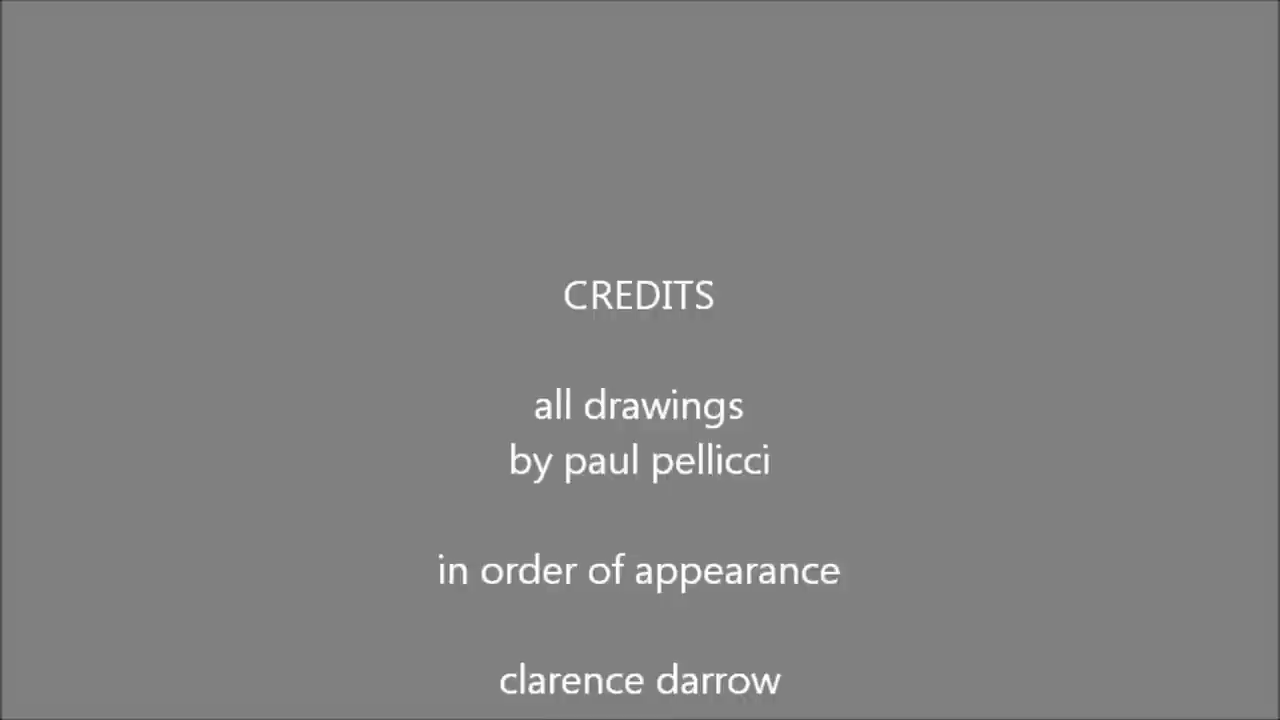 CREDITS
all drawings
by paul pellicci
in order of appearance
clarence darrow